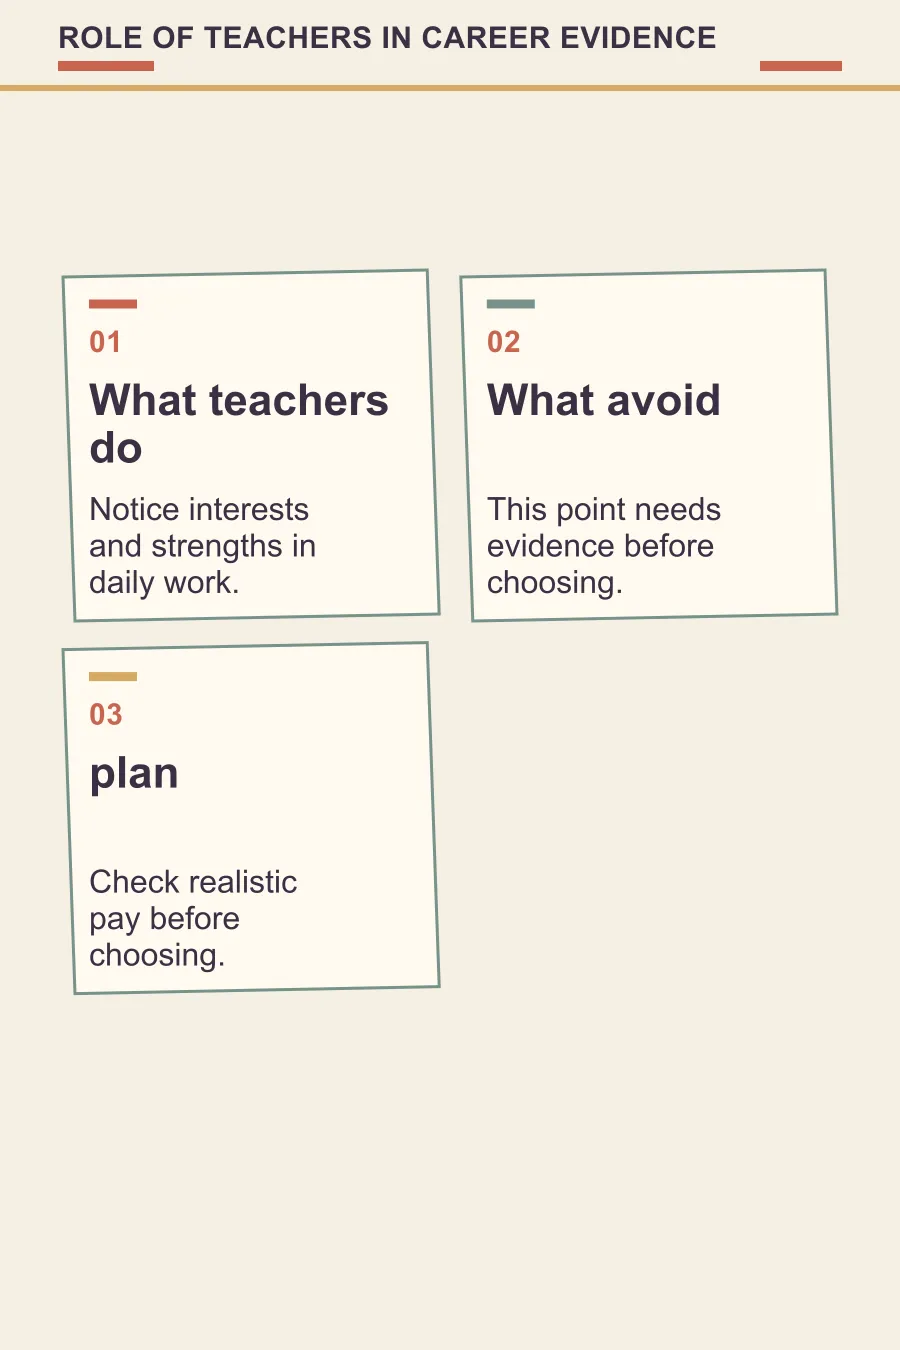 ROLE OF TEACHERS IN CAREER EVIDENCE
01
What teachers
do
Notice interests
and strengths in
daily work.
02
What avoid
This point needs
evidence before
choosing.
03
plan
Check realistic
pay before
choosing.